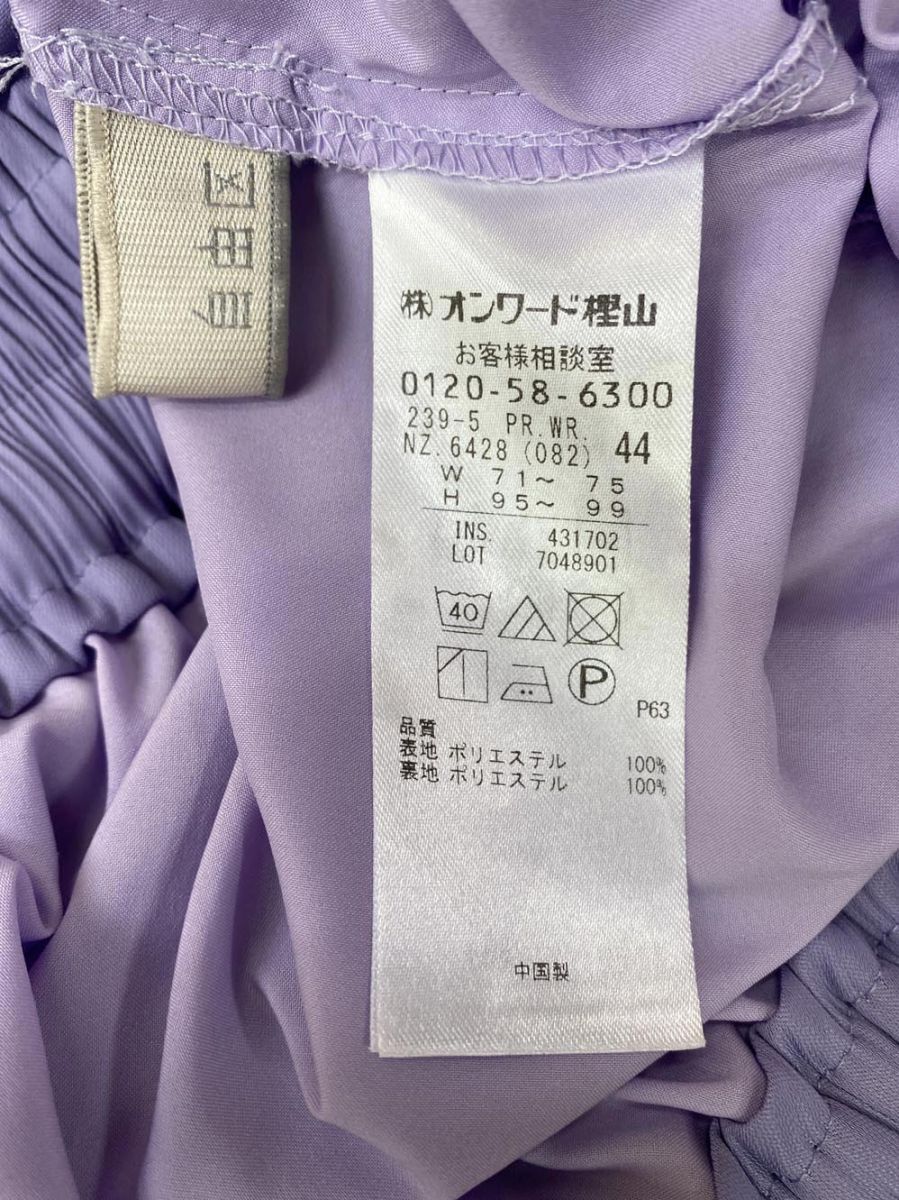 自由区
㈱オンワード樫山
お客様相談室
0120-58-6300
239-5 PR.WR.
NZ.6428 (082) 44
W 71～ 75
H 95～ 99
INS. 431702
LOT 7048901
40
P
P63
品質
表地 ポリエステル 100%
裏地 ポリエステル 100%
中国製